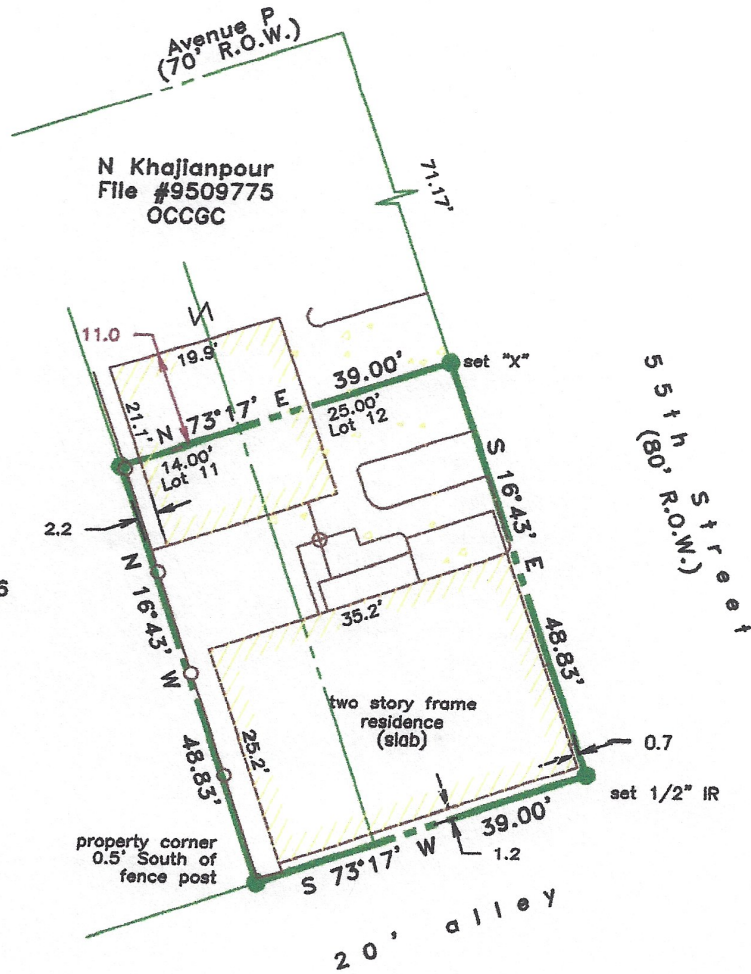 Avenue P
(70' R.O.W.)
71.17'
N Khajianpour
File #9509775
OCCGC
11.0
19.9'
21.1'
N 73°17' E
39.00'
set "X"
25.00'
Lot 12
14.00'
Lot 11
55th Street
(80' R.O.W.)
2.2
S 16°43' E
48.83'
N 16°43' W
48.83'
35.2'
25.2'
two story frame
residence
(slab)
0.7
set 1/2" IR
property corner
0.5' South of
fence post
S 73°17' W
39.00'
1.2
20' alley